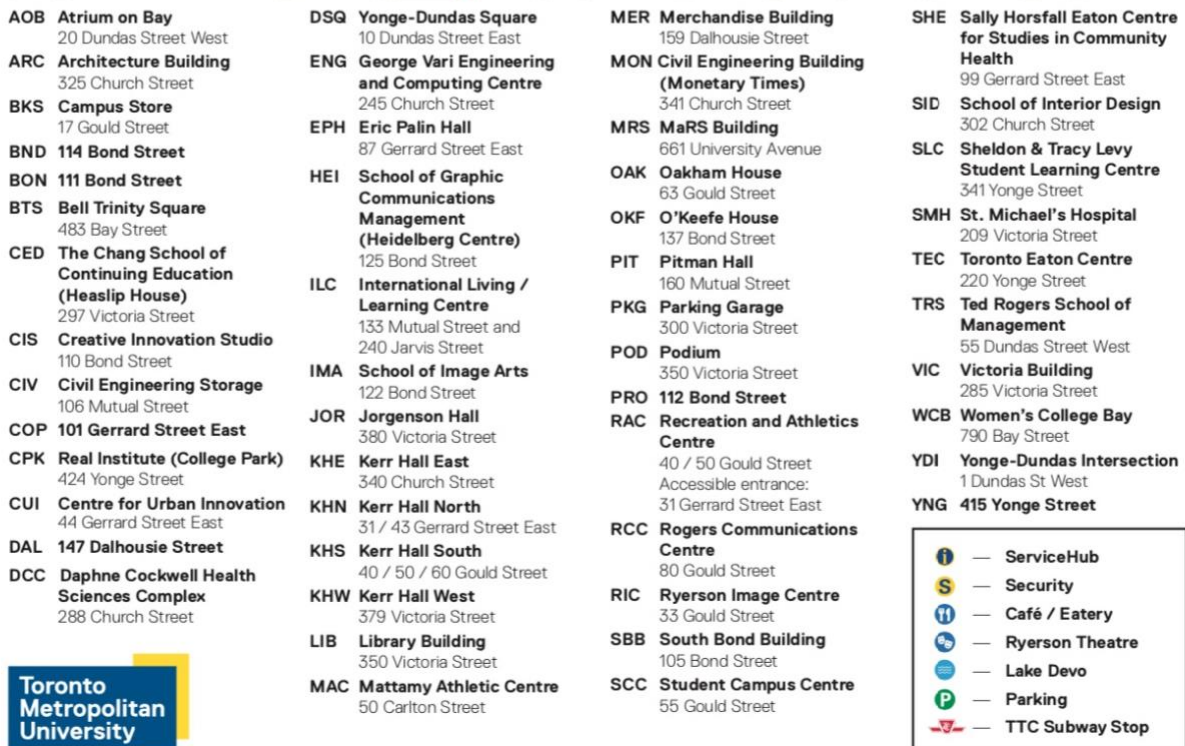 AOB Atrium on Bay
20 Dundas Street West
ARC Architecture Building
325 Church Street
BKS Campus Store
17 Gould Street
BND 114 Bond Street
BON 111 Bond Street
BTS Bell Trinity Square
483 Bay Street
CED The Chang School of
Continuing Education
(Heaslip House)
297 Victoria Street
CIS Creative Innovation Studio
110 Bond Street
CIV Civil Engineering Storage
106 Mutual Street
COP 101 Gerrard Street East
CPK Real Institute (College Park)
424 Yonge Street
CUI Centre for Urban Innovation
44 Gerrard Street East
DAL 147 Dalhousie Street
DCC Daphne Cockwell Health
Sciences Complex
288 Church Street
Toronto
Metropolitan
University
DSQ Yonge-Dundas Square
10 Dundas Street East
ENG George Vari Engineering
and Computing Centre
245 Church Street
EPH Eric Palin Hall
87 Gerrard Street East
HEI School of Graphic
Communications
Management
(Heidelberg Centre)
125 Bond Street
ILC International Living /
Learning Centre
133 Mutual Street and
240 Jarvis Street
IMA School of Image Arts
122 Bond Street
JOR Jorgenson Hall
380 Victoria Street
KHE Kerr Hall East
340 Church Street
KHN Kerr Hall North
31 / 43 Gerrard Street East
KHS Kerr Hall South
40 / 50 / 60 Gould Street
KHW Kerr Hall West
379 Victoria Street
LIB Library Building
350 Victoria Street
MAC Mattamy Athletic Centre
50 Carlton Street
MER Merchandise Building
159 Dalhousie Street
MON Civil Engineering Building
(Monetary Times)
341 Church Street
MRS MaRS Building
661 University Avenue
OAK Oakham House
63 Gould Street
OKF O'Keefe House
137 Bond Street
PIT Pitman Hall
160 Mutual Street
PKG Parking Garage
300 Victoria Street
POD Podium
350 Victoria Street
PRO 112 Bond Street
RAC Recreation and Athletics
Centre
40 / 50 Gould Street
Accessible entrance:
31 Gerrard Street East
RCC Rogers Communications
Centre
80 Gould Street
RIC Ryerson Image Centre
33 Gould Street
SBB South Bond Building
105 Bond Street
SCC Student Campus Centre
55 Gould Street
SHE Sally Horsfall Eaton Centre
for Studies in Community
Health
99 Gerrard Street East
SID School of Interior Design
302 Church Street
SLC Sheldon & Tracy Levy
Student Learning Centre
341 Yonge Street
SMH St. Michael's Hospital
209 Victoria Street
TEC Toronto Eaton Centre
220 Yonge Street
TRS Ted Rogers School of
Management
55 Dundas Street West
VIC Victoria Building
285 Victoria Street
WCB Women's College Bay
790 Bay Street
YDI Yonge-Dundas Intersection
1 Dundas St West
YNG 415 Yonge Street
i — ServiceHub
S — Security
— Café / Eatery
— Ryerson Theatre
— Lake Devo
P — Parking
— TTC Subway Stop